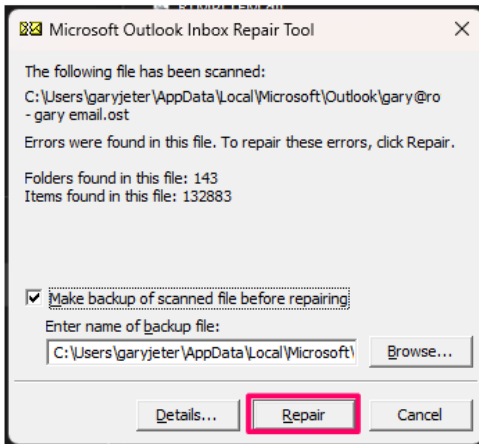 Microsoft Outlook Inbox Repair Tool
The following file has been scanned:
C:\Users\garyjeter\AppData\Local\Microsoft\Outlook\gary@ro
- gary email.ost
Errors were found in this file. To repair these errors, click Repair.
Folders found in this file: 143
Items found in this file: 132883
Make backup of scanned file before repairing
Enter name of backup file:
C:\Users\garyjeter\AppData\Local\Microsoft\
Browse...
Details...
Repair
Cancel